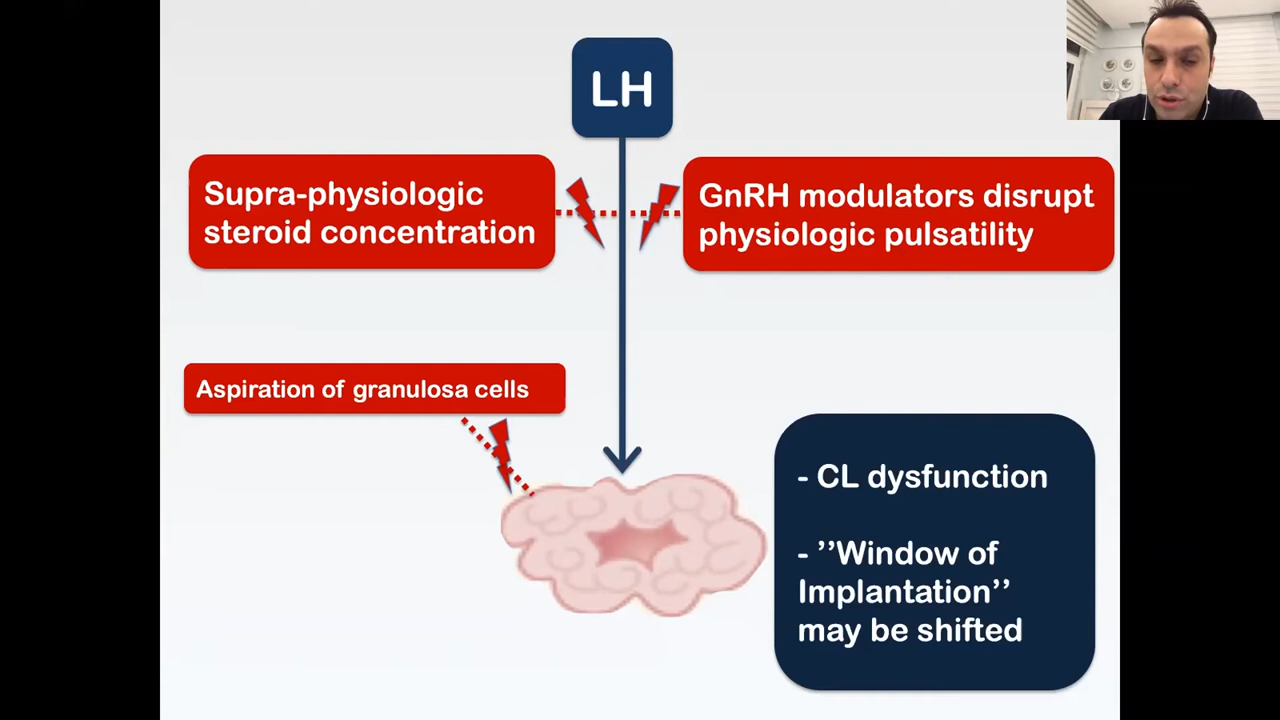 LH
Supra-physiologic
steroid concentration
GnRH modulators disrupt
physiologic pulsatility
Aspiration of granulosa cells
- CL dysfunction
- ’’Window of
Implantation’’
may be shifted